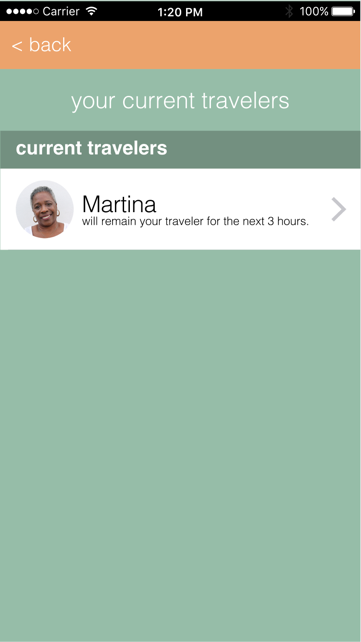 Carrier 1:20 PM 100%
< back
your current travelers
current travelers
Martina
will remain your traveler for the next 3 hours.